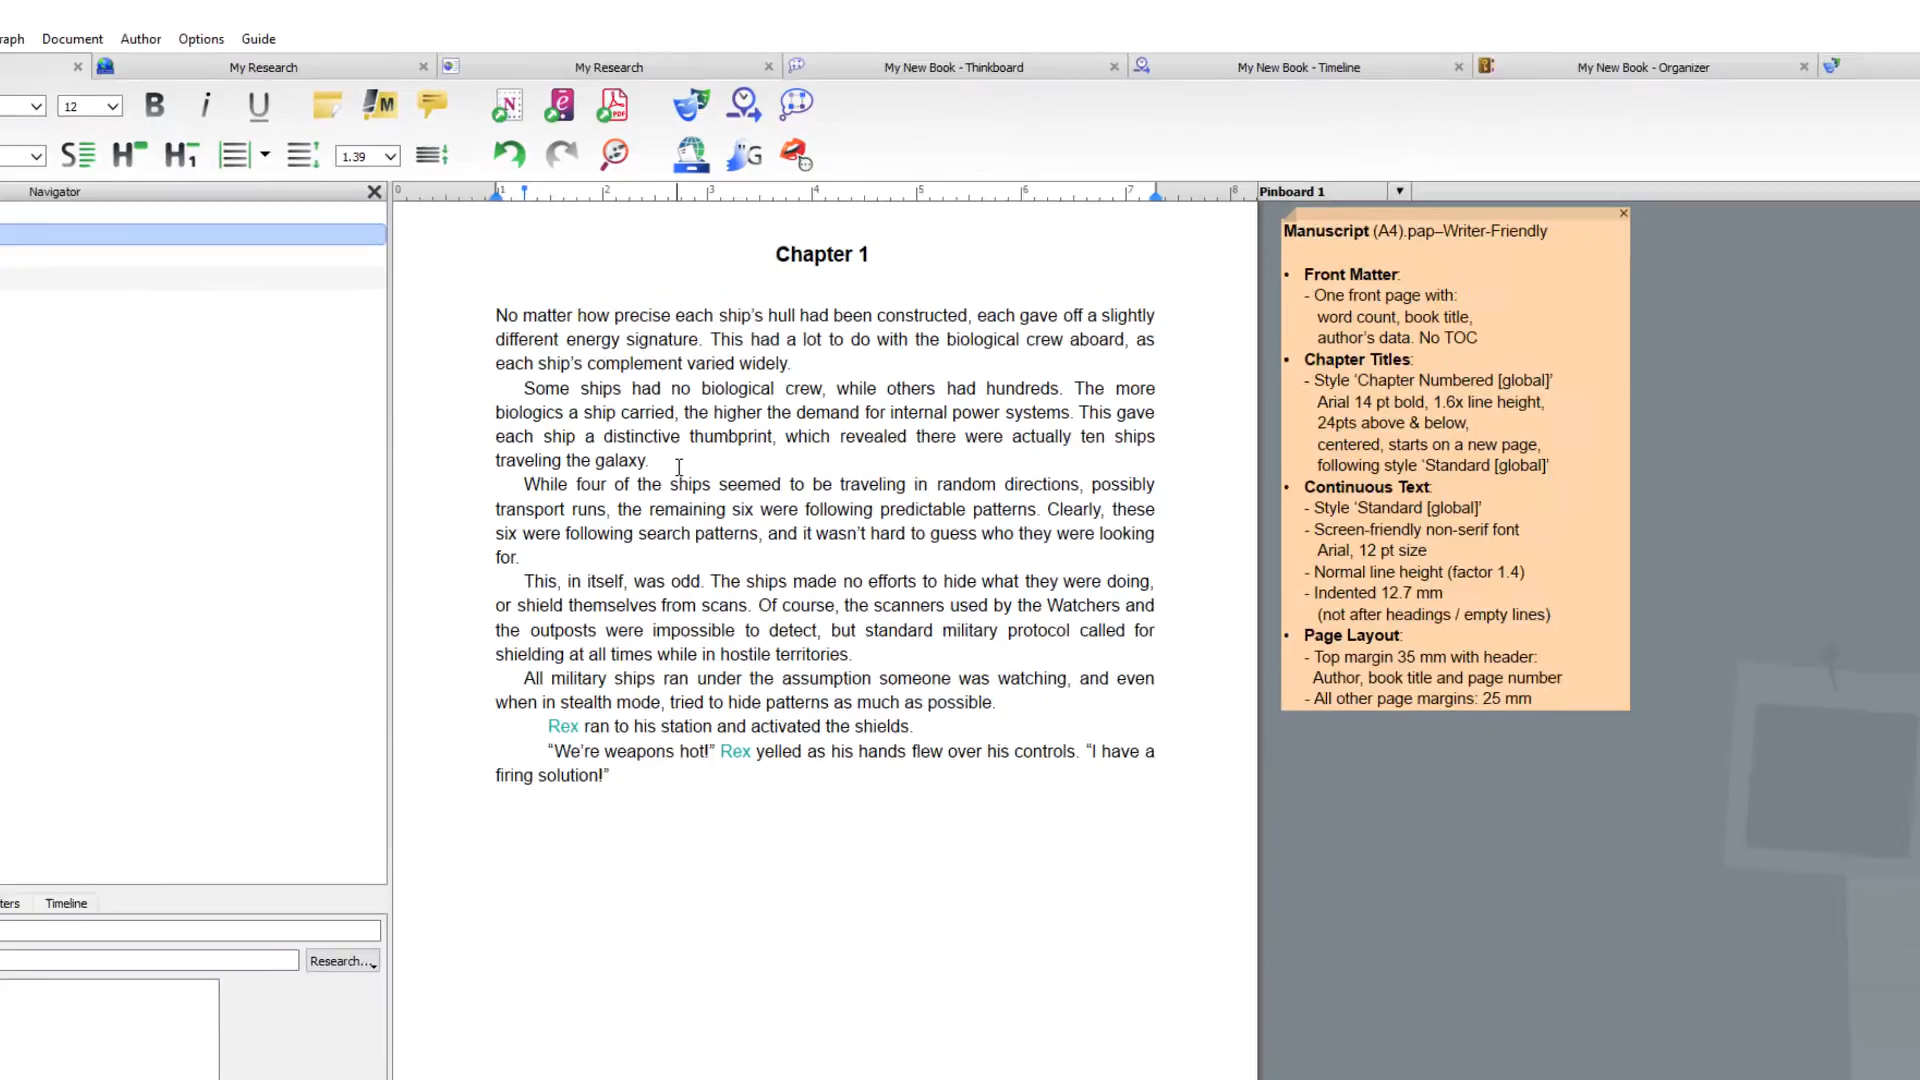 raph Document Author Options Guide
My Research My Research My New Book - Thinkboard My New Book - Timeline My New Book - Organizer
12 B i U M N e PDF
S H H1 1.39 G
Navigator
0 1 2 3 4 5 6 7 8
Pinboard 1
Chapter 1
No matter how precise each ship’s hull had been constructed, each gave off a slightly
different energy signature. This had a lot to do with the biological crew aboard, as
each ship’s complement varied widely.
Some ships had no biological crew, while others had hundreds. The more
biologics a ship carried, the higher the demand for internal power systems. This gave
each ship a distinctive thumbprint, which revealed there were actually ten ships
traveling the galaxy.
While four of the ships seemed to be traveling in random directions, possibly
transport runs, the remaining six were following predictable patterns. Clearly, these
six were following search patterns, and it wasn’t hard to guess who they were looking
for.
This, in itself, was odd. The ships made no efforts to hide what they were doing,
or shield themselves from scans. Of course, the scanners used by the Watchers and
the outposts were impossible to detect, but standard military protocol called for
shielding at all times while in hostile territories.
All military ships ran under the assumption someone was watching, and even
when in stealth mode, tried to hide patterns as much as possible.
Rex ran to his station and activated the shields.
“We’re weapons hot!” Rex yelled as his hands flew over his controls. “I have a
firing solution!”
Manuscript (A4).pap–Writer-Friendly
• Front Matter:
- One front page with:
word count, book title,
author’s data. No TOC
• Chapter Titles:
- Style ‘Chapter Numbered [global]’
Arial 14 pt bold, 1.6x line height,
24pts above & below,
centered, starts on a new page,
following style ‘Standard [global]’
• Continuous Text:
- Style ‘Standard [global]’
- Screen-friendly non-serif font
Arial, 12 pt size
- Normal line height (factor 1.4)
- Indented 12.7 mm
(not after headings / empty lines)
• Page Layout:
- Top margin 35 mm with header:
Author, book title and page number
- All other page margins: 25 mm
ters Timeline
Research...